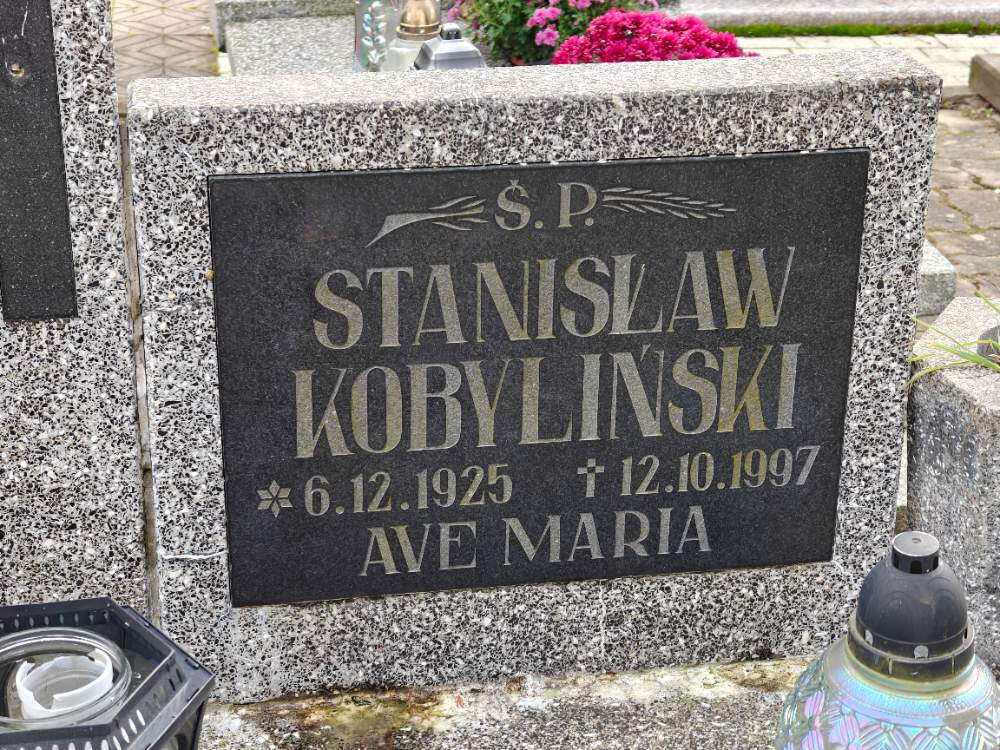 Ś. P.
STANISŁAW
KOBYLIŃSKI
* 6.12.1925 † 12.10.1997
AVE MARIA